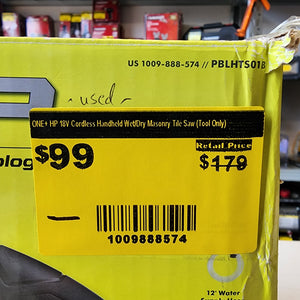 US 1009-888-574 // PBLHTS01B
- used -
ONE+ HP 18V Cordless Handheld Wet/Dry Masonry Tile Saw (Tool Only)
$99
Retail Price
$179
1009888574
12' Water